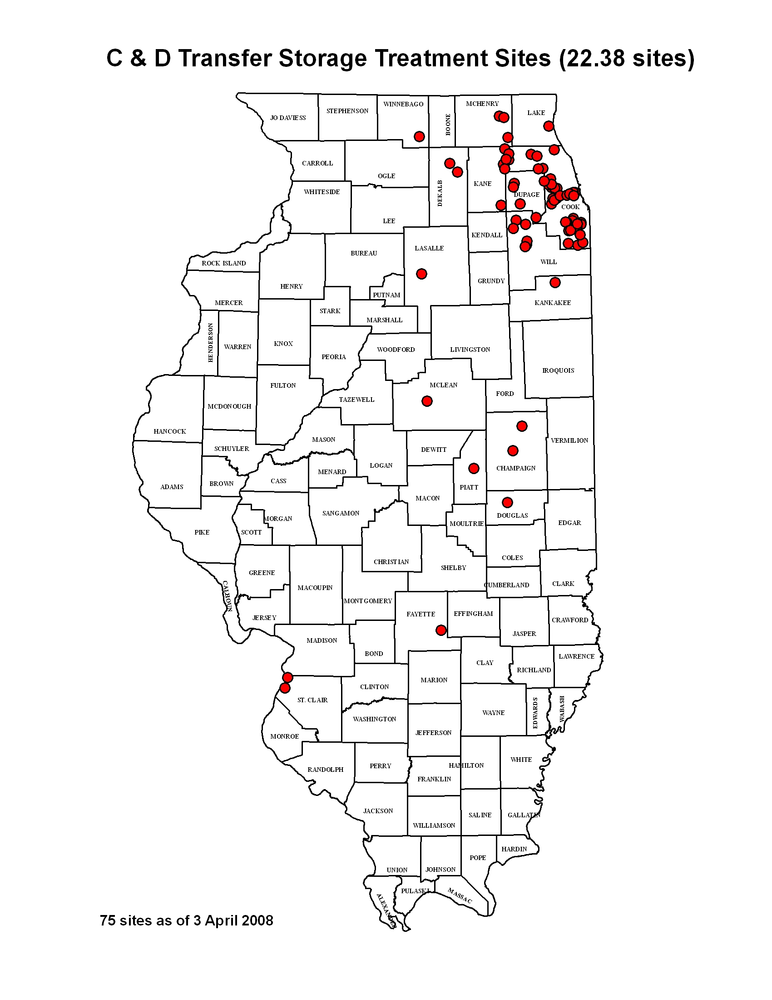 C & D Transfer Storage Treatment Sites (22.38 sites)
JO DAVIESS
STEPHENSON
WINNEBAGO
BOONE
MCHENRY
LAKE
CARROLL
OGLE
DEKALB
KANE
DUPAGE
COOK
WHITESIDE
LEE
KENDALL
ROCK ISLAND
HENRY
BUREAU
LASALLE
GRUNDY
WILL
MERCER
PUTNAM
KANKAKEE
STARK
MARSHALL
HENDERSON
WARREN
KNOX
PEORIA
WOODFORD
LIVINGSTON
IROQUOIS
FULTON
MCLEAN
FORD
MCDONOUGH
TAZEWELL
HANCOCK
SCHUYLER
MASON
DEWITT
VERMILION
LOGAN
CHAMPAIGN
MENARD
CASS
BROWN
ADAMS
PIATT
MACON
SANGAMON
DOUGLAS
MORGAN
MOULTRIE
EDGAR
PIKE
SCOTT
CHRISTIAN
COLES
SHELBY
GREENE
CUMBERLAND
CLARK
MACOUPIN
CALHOUN
MONTGOMERY
JERSEY
FAYETTE
EFFINGHAM
CRAWFORD
JASPER
MADISON
BOND
LAWRENCE
CLAY
RICHLAND
MARION
CLINTON
ST. CLAIR
WAYNE
EDWARDS
WABASH
WASHINGTON
JEFFERSON
MONROE
WHITE
HAMILTON
PERRY
RANDOLPH
FRANKLIN
JACKSON
SALINE
GALLATIN
WILLIAMSON
HARDIN
POPE
UNION
JOHNSON
PULASKI
MASSAC
ALEXANDER
75 sites as of 3 April 2008